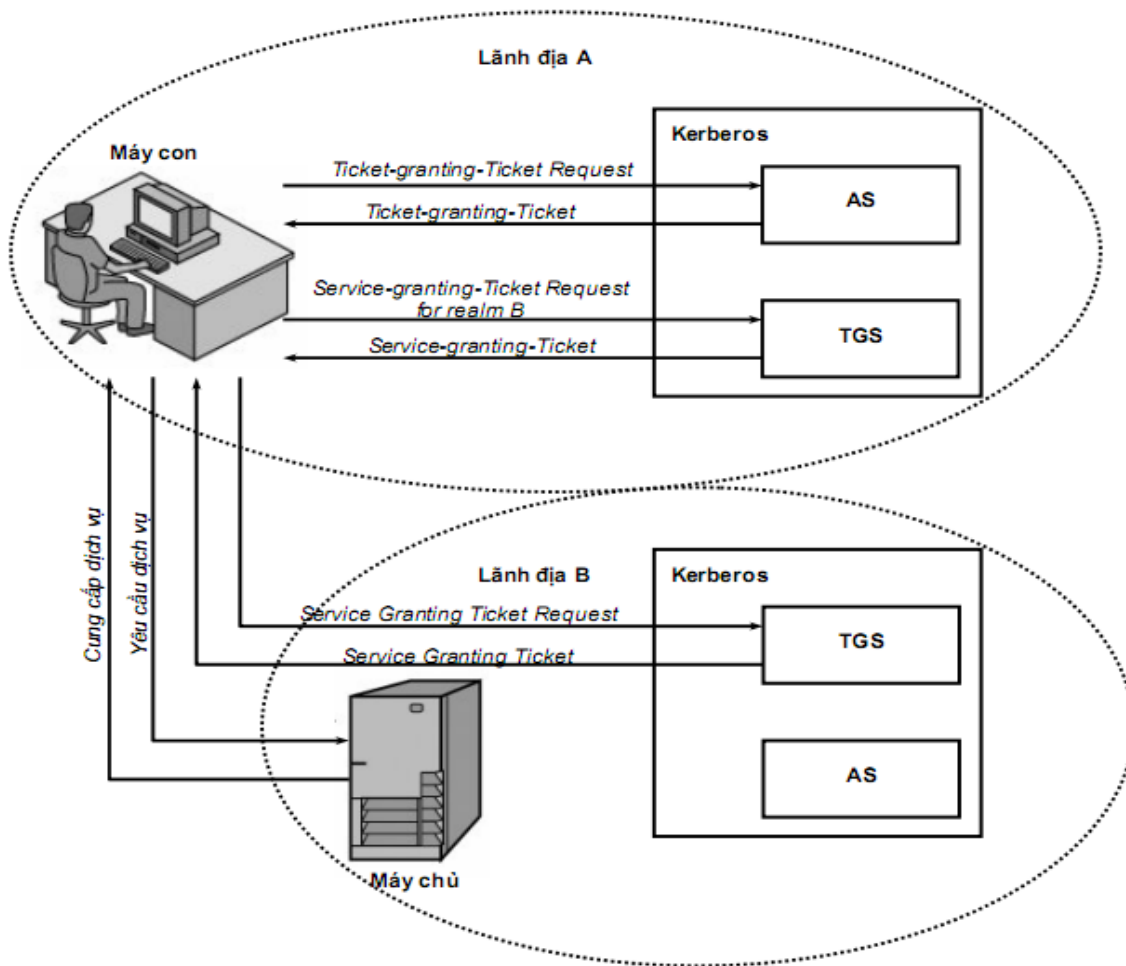 Lãnh địa A
Kerberos
Máy con
Ticket-granting-Ticket Request
AS
Ticket-granting-Ticket
Service-granting-Ticket Request
for realm B
TGS
Service-granting-Ticket
Cung cấp dịch vụ
Yêu cầu dịch vụ
Lãnh địa B
Kerberos
Service Granting Ticket Request
TGS
Service Granting Ticket
AS
Máy chủ